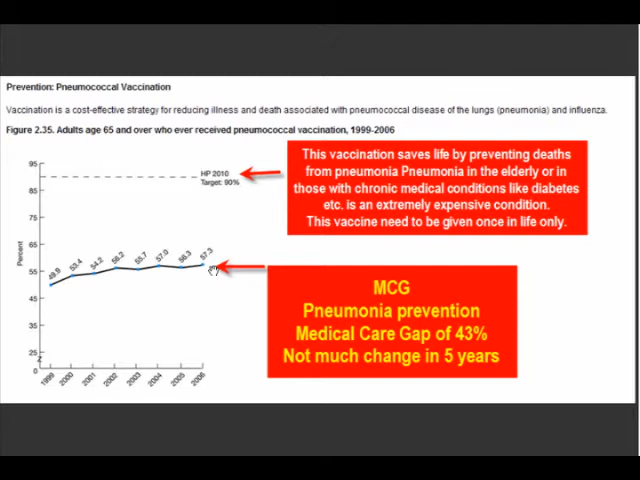 Prevention: Pneumococcal Vaccination
Vaccination is a cost-effective strategy for reducing illness and death associated with pneumococcal disease of the lungs (pneumonia) and influenza.
Figure 2.35. Adults age 65 and over who ever received pneumococcal vaccination, 1999-2006
This vaccination saves life by preventing deaths
from pneumonia Pneumonia in the elderly or in
those with chronic medical conditions like diabetes
etc. is an extremely expensive condition.
This vaccine need to be given once in life only.
HP 2010
Target: 90%
Percent
95
85
75
65
55
45
35
25
0
49.9
53.4
54.2
56.2
55.7
57.0
56.3
57.3
1999
2000
2001
2002
2003
2004
2005
2006
MCG
Pneumonia prevention
Medical Care Gap of 43%
Not much change in 5 years